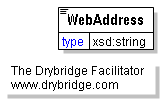 WebAddress
type xsd:string
The Drybridge Facilitator
www.drybridge.com